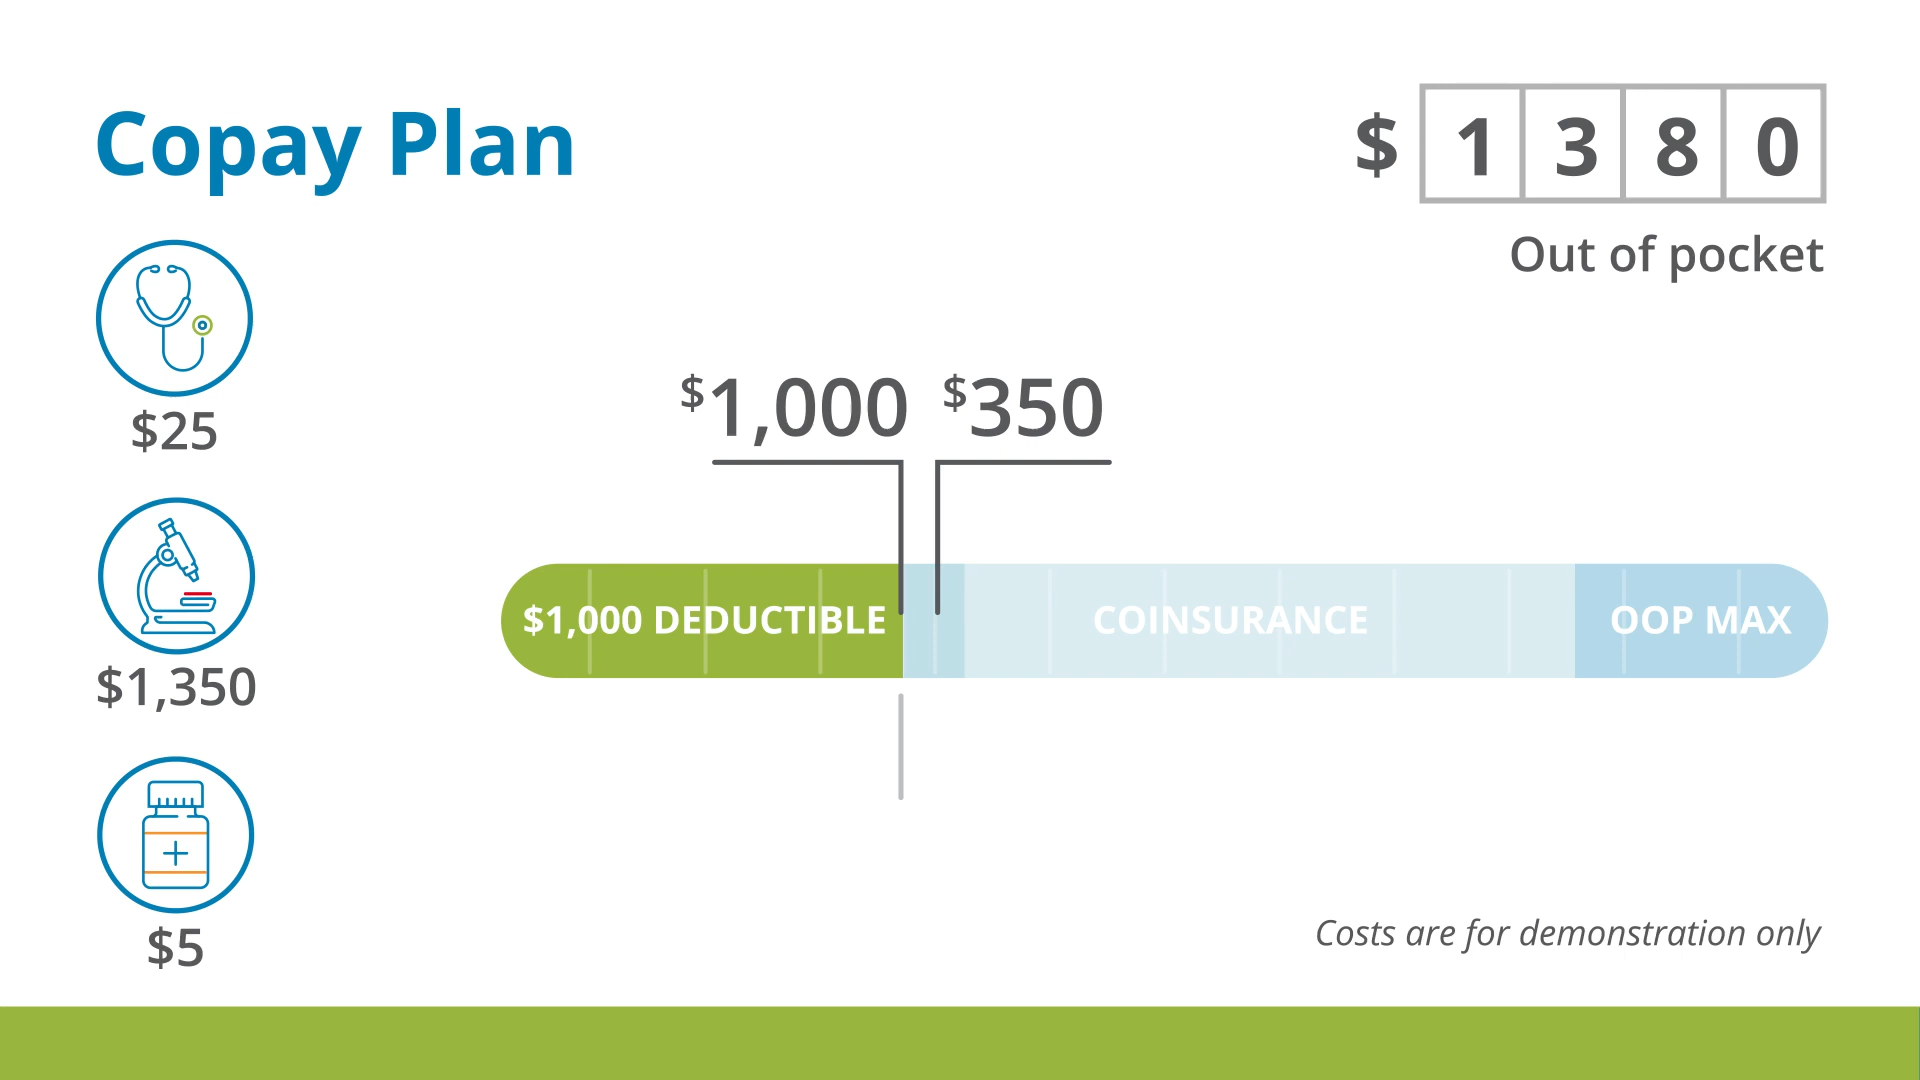 Copay Plan
$ 1 3 8 0
Out of pocket
$25
$1,000 $350
$1,000 DEDUCTIBLE COINSURANCE OOP MAX
$1,350
$5
Costs are for demonstration only